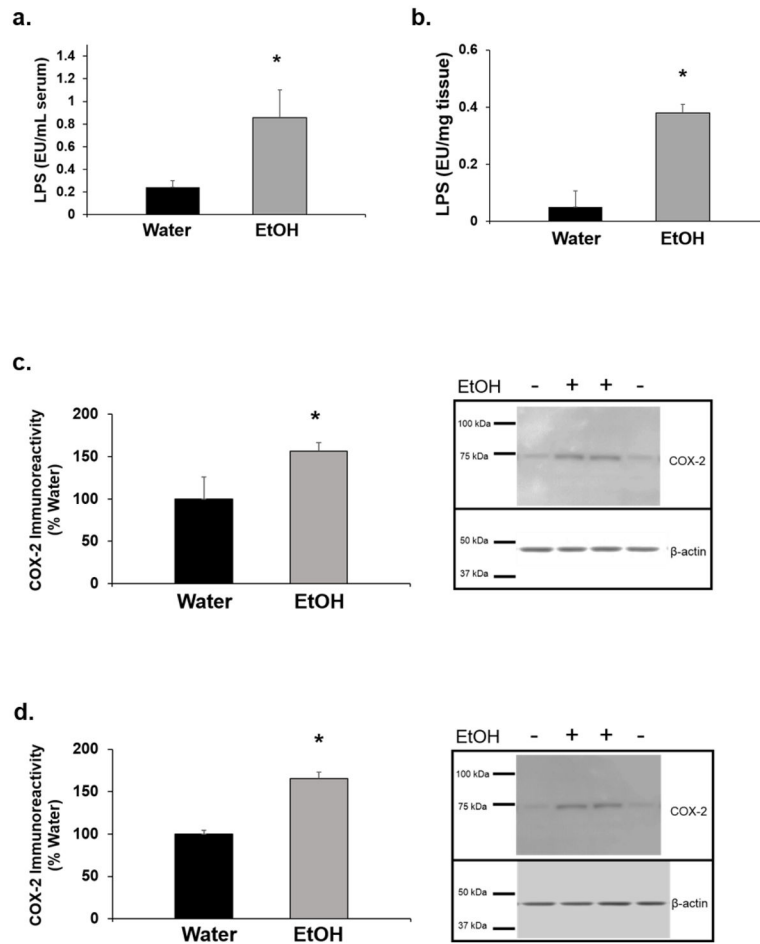 a.
LPS (EU/mL serum)
1.4
1.2
1
0.8
0.6
0.4
0.2
0
*
Water
EtOH
b.
LPS (EU/mg tissue)
0.6
0.4
0.2
0
*
Water
EtOH
c.
COX-2 Immunoreactivity
(% Water)
200
150
100
50
0
*
Water
EtOH
EtOH - + + -
100 kDa
75 kDa
COX-2
50 kDa
β-actin
37 kDa
d.
COX-2 Immunoreactivity
(% Water)
200
150
100
50
0
*
Water
EtOH
EtOH - + + -
100 kDa
75 kDa
COX-2
50 kDa
β-actin
37 kDa